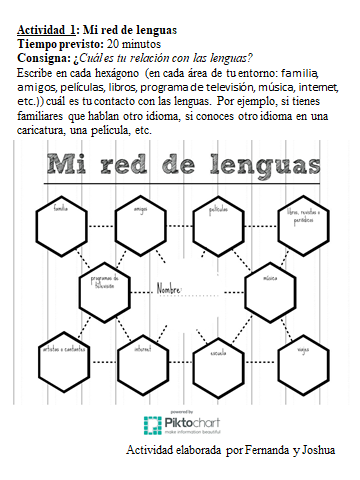 Actividad 1: Mi red de lenguas
Tiempo previsto: 20 minutos
Consigna: ¿Cuál es tu relación con las lenguas?
Escribe en cada hexágono (en cada área de tu entorno: familia,
amigos, películas, libros, programa de televisión, música, internet,
etc.)) cuál es tu contacto con las lenguas. Por ejemplo, si tienes
familiares que hablan otro idioma, si conoces otro idioma en una
caricatura, una película, etc.
Mi red de lenguas
familia
amigos
películas
libros, revistas o
periódicos
programas de
televisión
Nombre:
música
artistas o cantantes
internet
escuela
viajes
powered by
Piktochart
make information beautiful
Actividad elaborada por Fernanda y Joshua